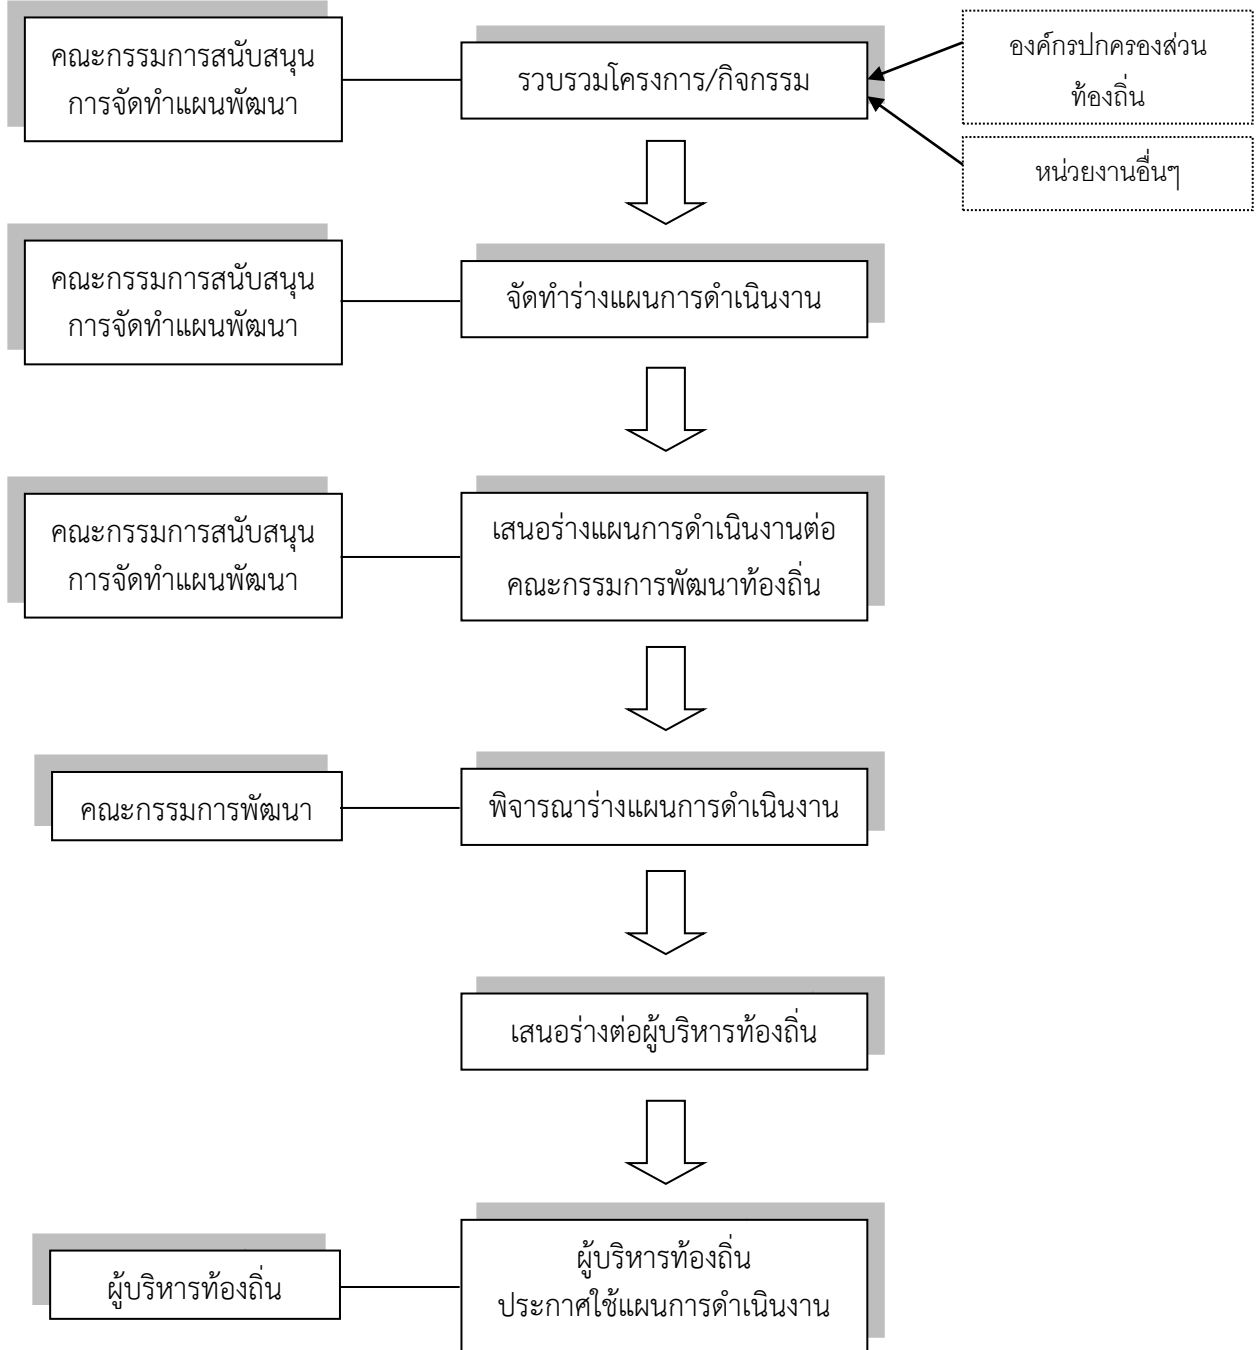 คณะกรรมการสนับสนุน
การจัดทำแผนพัฒนา
รวบรวมโครงการ/กิจกรรม
องค์กรปกครองส่วน
ท้องถิ่น
หน่วยงานอื่นๆ
คณะกรรมการสนับสนุน
การจัดทำแผนพัฒนา
จัดทำร่างแผนการดำเนินงาน
คณะกรรมการสนับสนุน
การจัดทำแผนพัฒนา
เสนอร่างแผนการดำเนินงานต่อ
คณะกรรมการพัฒนาท้องถิ่น
คณะกรรมการพัฒนา
พิจารณาร่างแผนการดำเนินงาน
เสนอร่างต่อผู้บริหารท้องถิ่น
ผู้บริหารท้องถิ่น
ผู้บริหารท้องถิ่น
ประกาศใช้แผนการดำเนินงาน